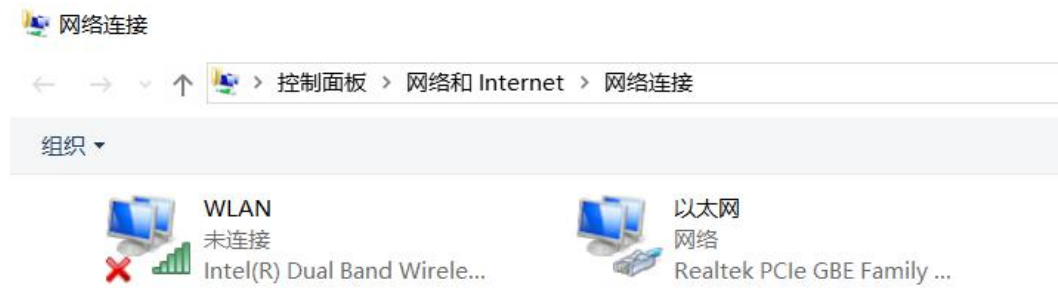 网络连接
控制面板 > 网络和 Internet > 网络连接
组织
WLAN
未连接
Intel(R) Dual Band Wirele...
以太网
网络
Realtek PCIe GBE Family ...